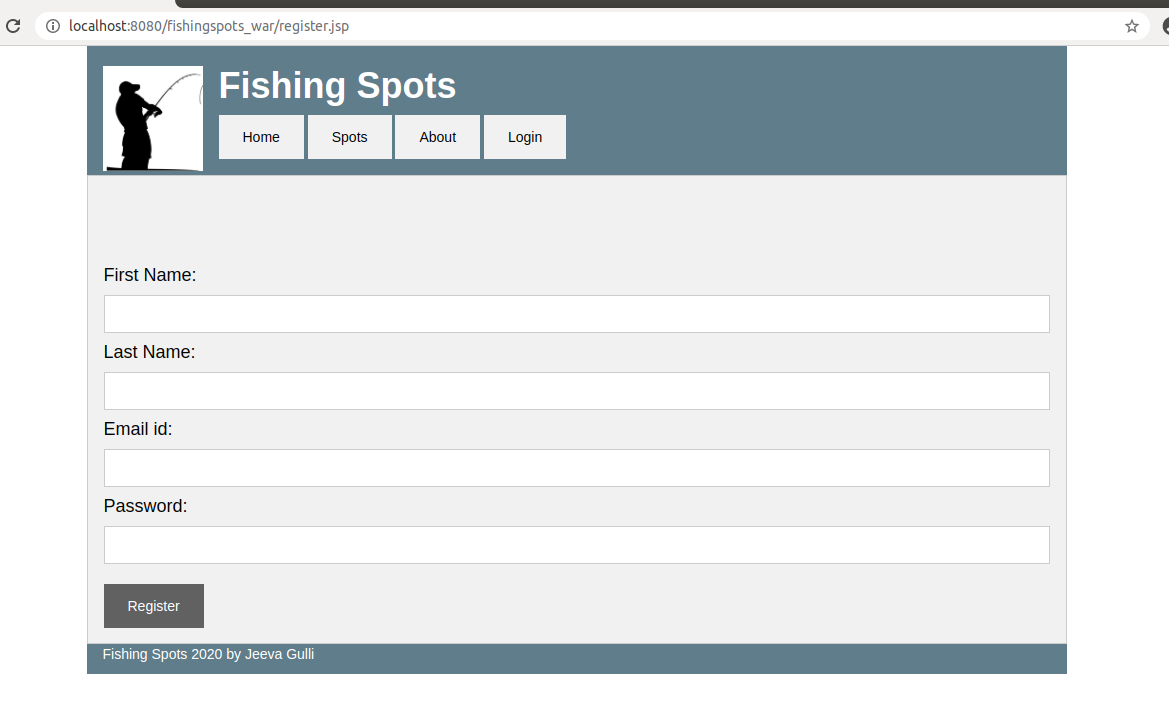 localhost:8080/fishingspots_war/register.jsp
Fishing Spots
Home Spots About Login
First Name:
Last Name:
Email id:
Password:
Register
Fishing Spots 2020 by Jeeva Gulli